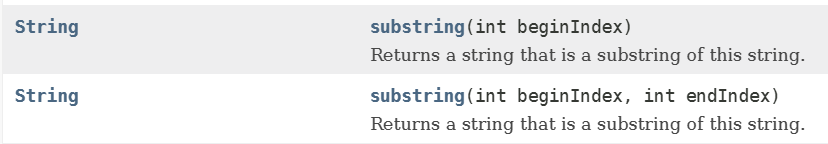 String substring(int beginIndex)
Returns a string that is a substring of this string.
String substring(int beginIndex, int endIndex)
Returns a string that is a substring of this string.